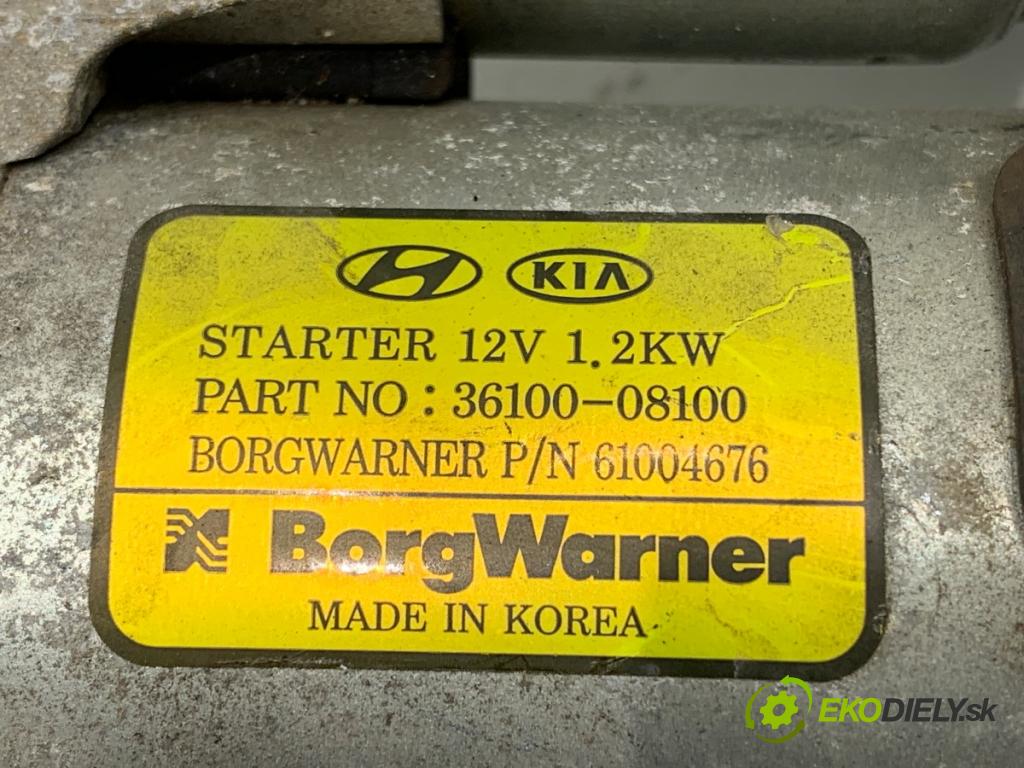 KIA
STARTER 12V 1.2KW
PART NO : 36100-08100
BORGWARNER P/N 61004676
BorgWarner
MADE IN KOREA
EKODIELY.sk